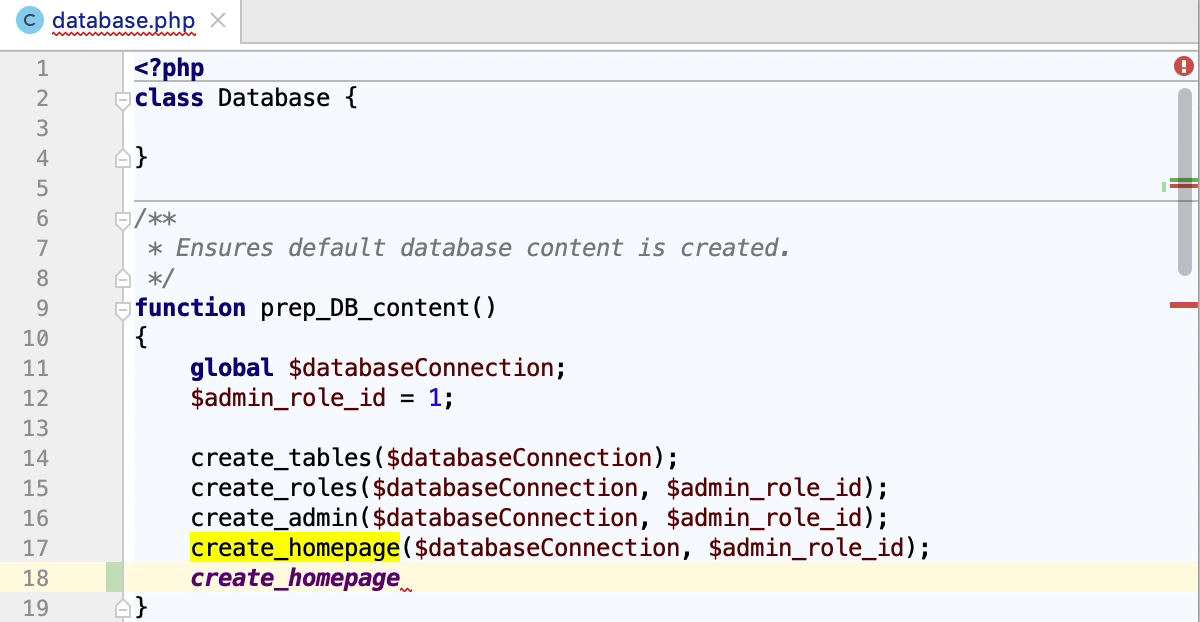 C database.php
1 <?php
2 class Database {
3
4 }
5
6 /**
7  * Ensures default database content is created.
8  */
9 function prep_DB_content()
10 {
11     global $databaseConnection;
12     $admin_role_id = 1;
13
14     create_tables($databaseConnection);
15     create_roles($databaseConnection, $admin_role_id);
16     create_admin($databaseConnection, $admin_role_id);
17     create_homepage($databaseConnection, $admin_role_id);
18     create_homepage
19 }